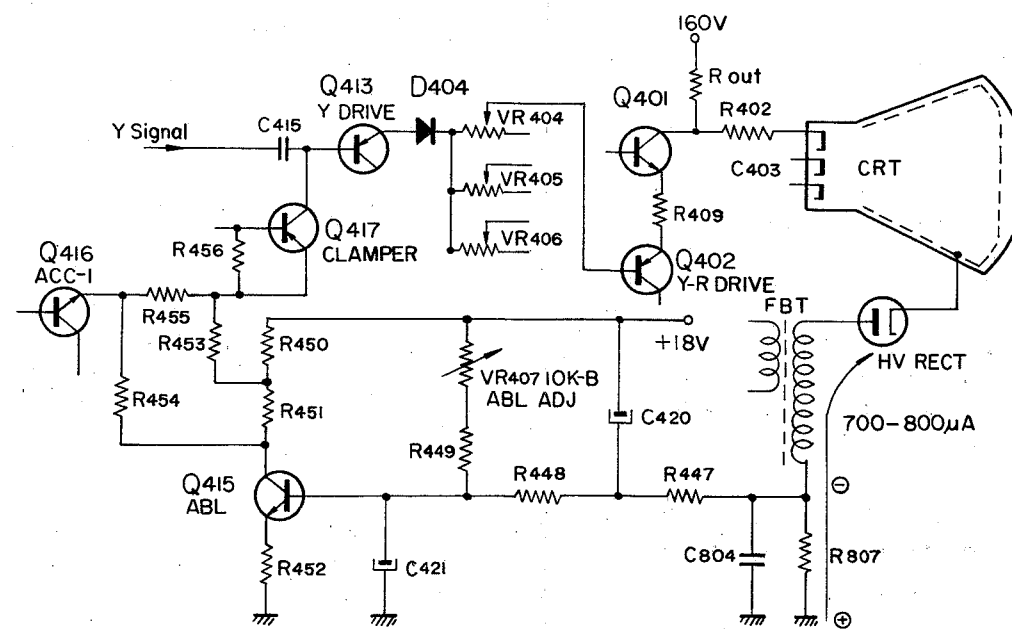 160V
R out
Q413
Y DRIVE
D404
Q401
R402
VR404
Y Signal
C415
CRT
C403
VR405
R409
R456
Q417
CLAMPER
VR406
Q402
Y-R DRIVE
Q416
ACC-1
R455
FBT
R453
R450
+18V
HV RECT
VR407 10K-B
ABL ADJ
R454
R451
C420
700-800µA
R449
Q415
ABL
R448
R447
⊖
R452
C421
C804
R807
⊕